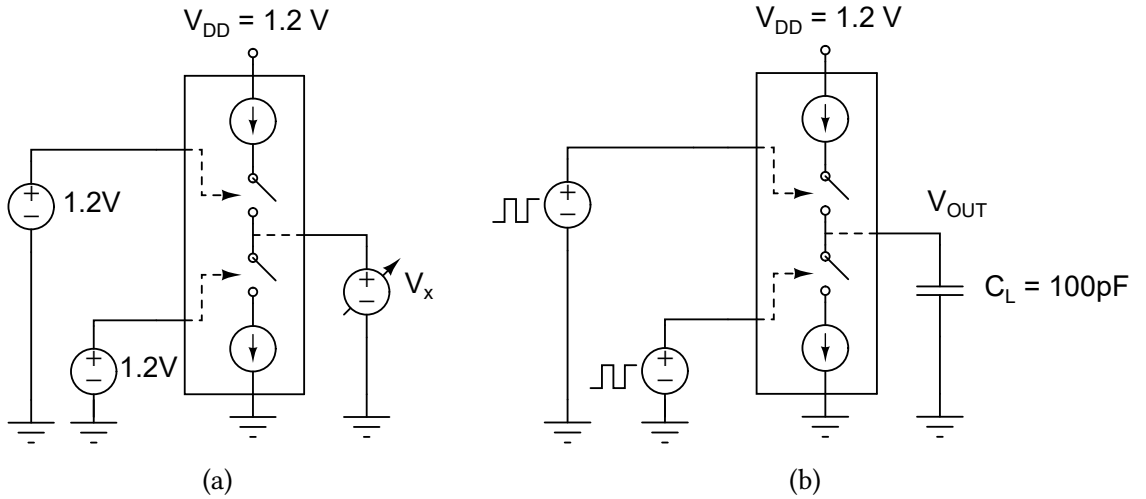 V_DD = 1.2 V
1.2V
1.2V
V_x
(a)
V_DD = 1.2 V
V_OUT
C_L = 100pF
(b)